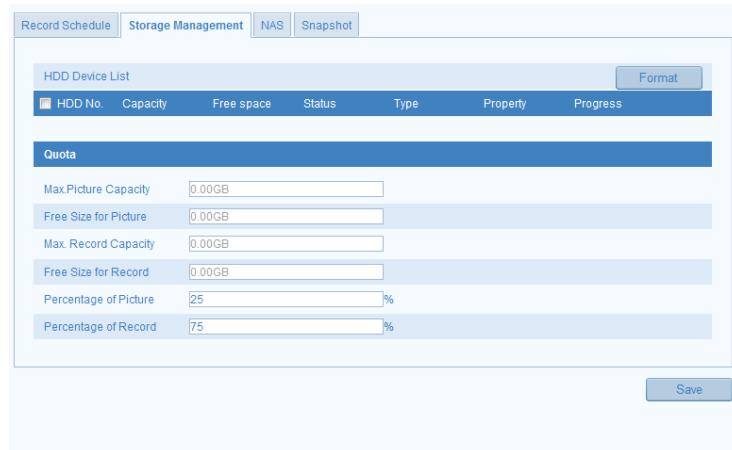 Record Schedule Storage Management NAS Snapshot
HDD Device List Format
HDD No. Capacity Free space Status Type Property Progress
Quota
Max.Picture Capacity 0.00GB
Free Size for Picture 0.00GB
Max. Record Capacity 0.00GB
Free Size for Record 0.00GB
Percentage of Picture 25 %
Percentage of Record 75 %
Save